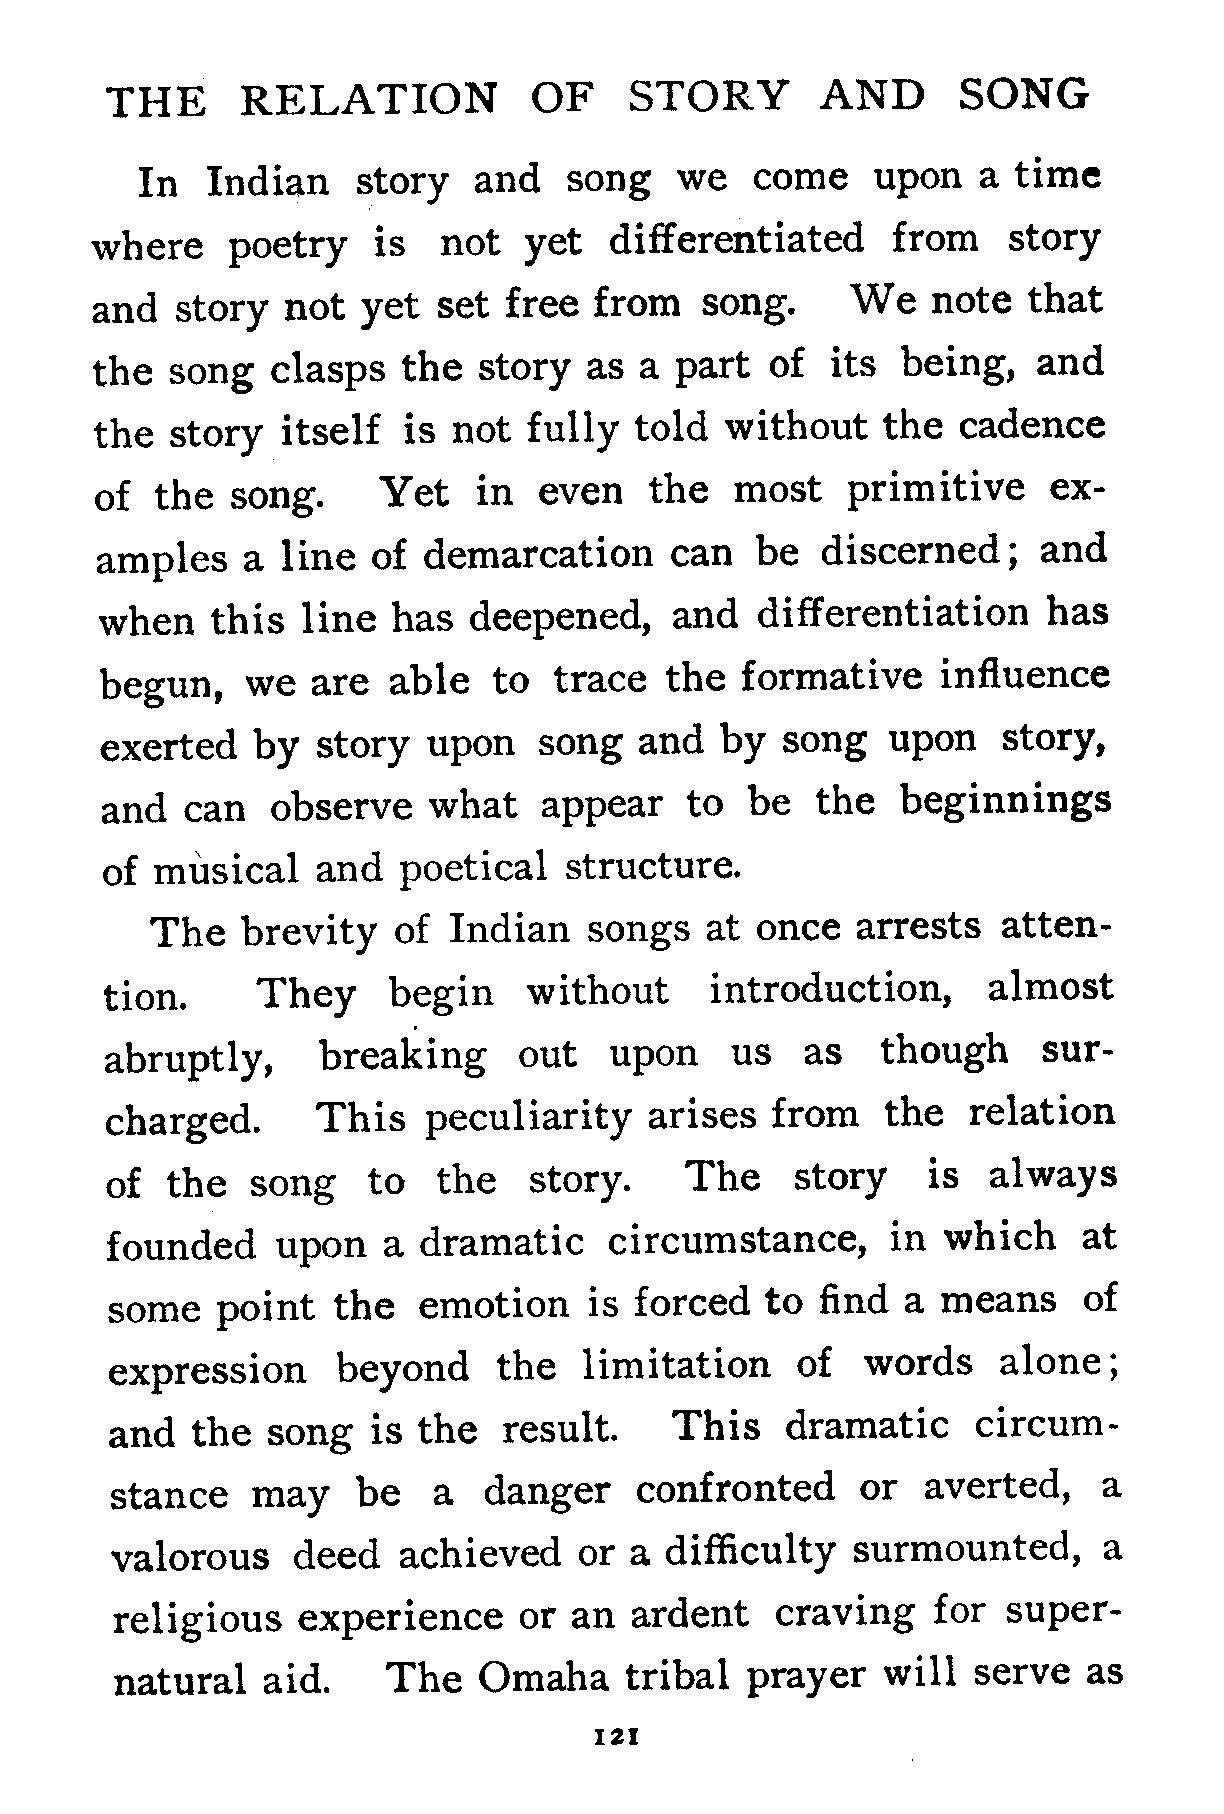 THE RELATION OF STORY AND SONG
In Indian story and song we come upon a time
where poetry is not yet differentiated from story
and story not yet set free from song. We note that
the song clasps the story as a part of its being, and
the story itself is not fully told without the cadence
of the song. Yet in even the most primitive ex-
amples a line of demarcation can be discerned; and
when this line has deepened, and differentiation has
begun, we are able to trace the formative influence
exerted by story upon song and by song upon story,
and can observe what appear to be the beginnings
of musical and poetical structure.
The brevity of Indian songs at once arrests atten-
tion. They begin without introduction, almost
abruptly, breaking out upon us as though sur-
charged. This peculiarity arises from the relation
of the song to the story. The story is always
founded upon a dramatic circumstance, in which at
some point the emotion is forced to find a means of
expression beyond the limitation of words alone;
and the song is the result. This dramatic circum-
stance may be a danger confronted or averted, a
valorous deed achieved or a difficulty surmounted, a
religious experience or an ardent craving for super-
natural aid. The Omaha tribal prayer will serve as
121